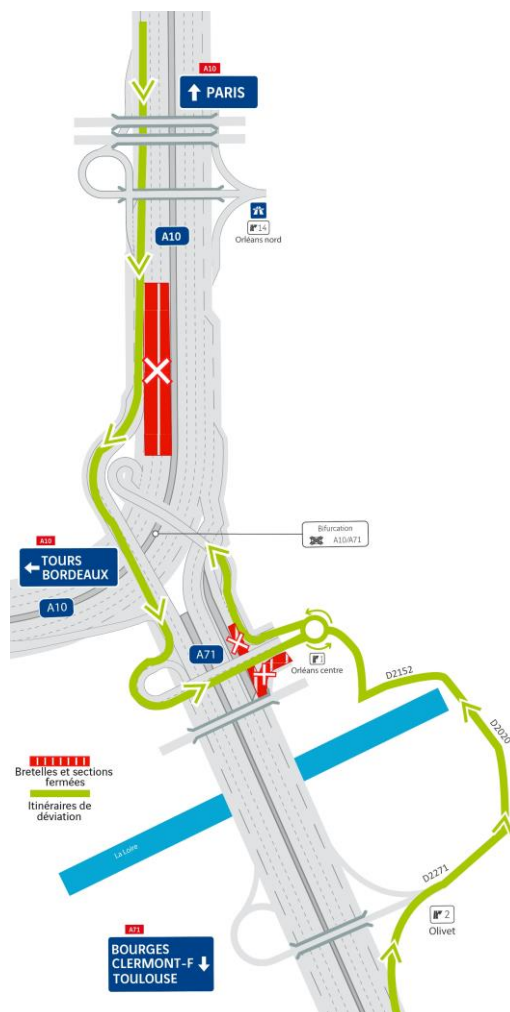 A10
PARIS
14
Orléans nord
A10
Bifurcation
A10/A71
A10
TOURS
BORDEAUX
A10
A71
1
Orléans centre
D2152
D2020
Bretelles et sections
fermées
Itinéraires de
déviation
La Loire
D2271
2
Olivet
A71
BOURGES
CLERMONT-F
TOULOUSE